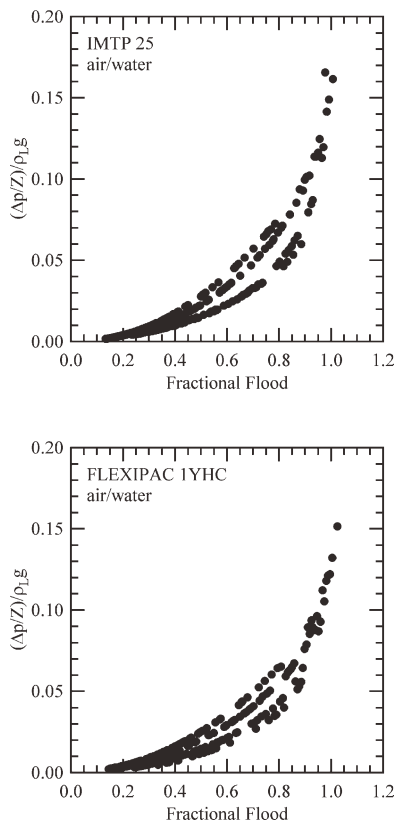 0.20
IMTP 25
air/water
0.15
0.10
(Δp/Z)/ρLg
0.05
0.00
0.0 0.2 0.4 0.6 0.8 1.0 1.2
Fractional Flood
0.20
FLEXIPAC 1YHC
air/water
0.15
0.10
(Δp/Z)/ρLg
0.05
0.00
0.0 0.2 0.4 0.6 0.8 1.0 1.2
Fractional Flood